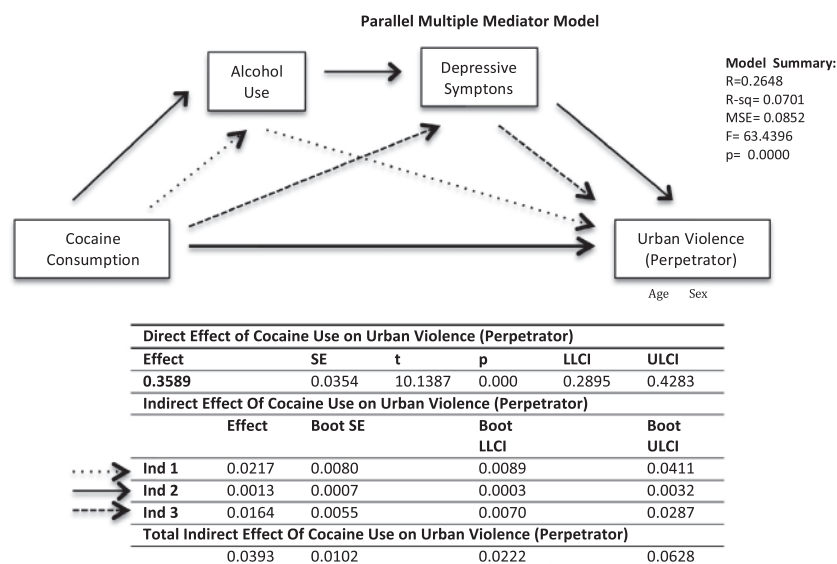 Parallel Multiple Mediator Model
Alcohol
Use
Depressive
Symptons
Model Summary:
R=0.2648
R-sq= 0.0701
MSE= 0.0852
F= 63.4396
p= 0.0000
Cocaine
Consumption
Urban Violence
(Perpetrator)
Age Sex
Direct Effect of Cocaine Use on Urban Violence (Perpetrator)
Effect SE t p LLCI ULCI
0.3589 0.0354 10.1387 0.000 0.2895 0.4283
Indirect Effect Of Cocaine Use on Urban Violence (Perpetrator)
Effect Boot SE Boot Boot
LLCI ULCI
Ind 1 0.0217 0.0080 0.0089 0.0411
Ind 2 0.0013 0.0007 0.0003 0.0032
Ind 3 0.0164 0.0055 0.0070 0.0287
Total Indirect Effect Of Cocaine Use on Urban Violence (Perpetrator)
0.0393 0.0102 0.0222 0.0628